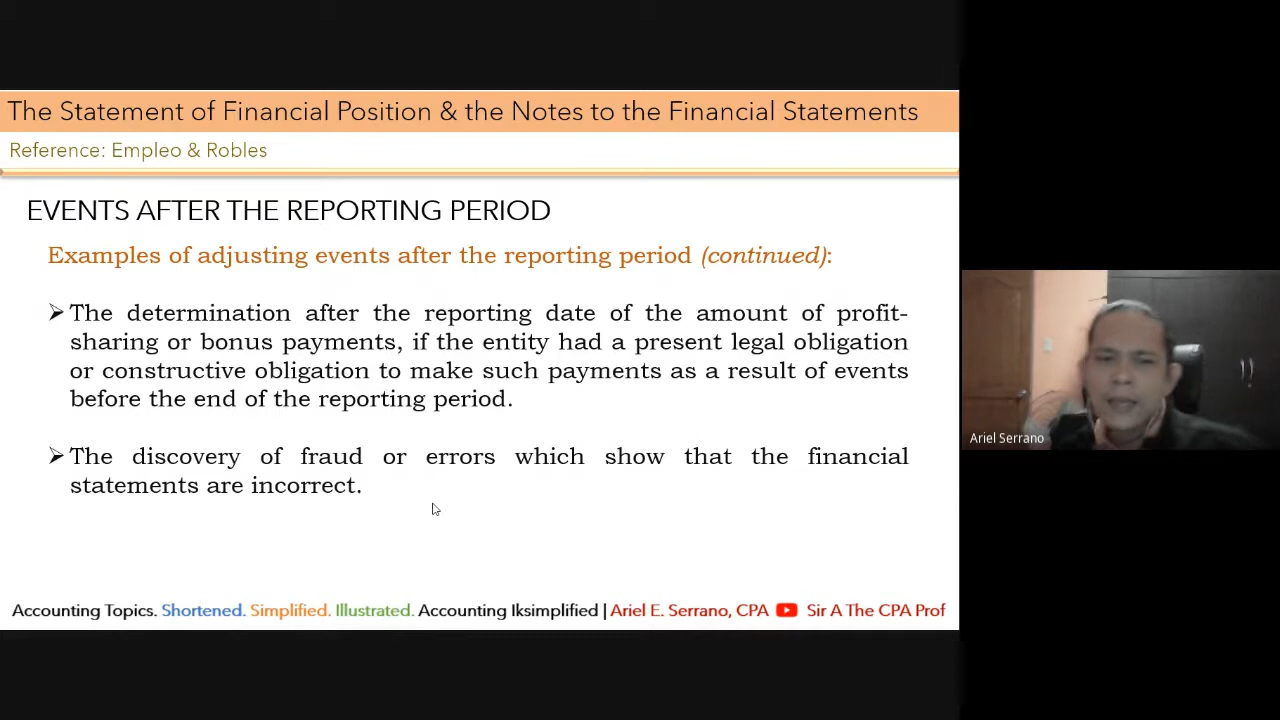 The Statement of Financial Position & the Notes to the Financial Statements
Reference: Empleo & Robles
EVENTS AFTER THE REPORTING PERIOD
Examples of adjusting events after the reporting period (continued):
➢ The determination after the reporting date of the amount of profit-
sharing or bonus payments, if the entity had a present legal obligation
or constructive obligation to make such payments as a result of events
before the end of the reporting period.
➢ The discovery of fraud or errors which show that the financial
statements are incorrect.
Accounting Topics. Shortened. Simplified. Illustrated. Accounting Iksimplified | Ariel E. Serrano, CPA Sir A The CPA Prof
Ariel Serrano